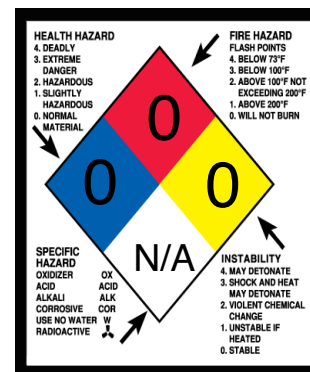 HEALTH HAZARD
4. DEADLY
3. EXTREME
DANGER
2. HAZARDOUS
1. SLIGHTLY
HAZARDOUS
0. NORMAL
MATERIAL
FIRE HAZARD
FLASH POINTS
4. BELOW 73°F
3. BELOW 100°F
2. ABOVE 100°F NOT
EXCEEDING 200°F
1. ABOVE 200°F
0. WILL NOT BURN
0
0
0
N/A
SPECIFIC
HAZARD
OXIDIZER OX
ACID ACID
ALKALI ALK
CORROSIVE COR
USE NO WATER W
RADIOACTIVE
INSTABILITY
4. MAY DETONATE
3. SHOCK AND HEAT
MAY DETONATE
2. VIOLENT CHEMICAL
CHANGE
1. UNSTABLE IF
HEATED
0. STABLE